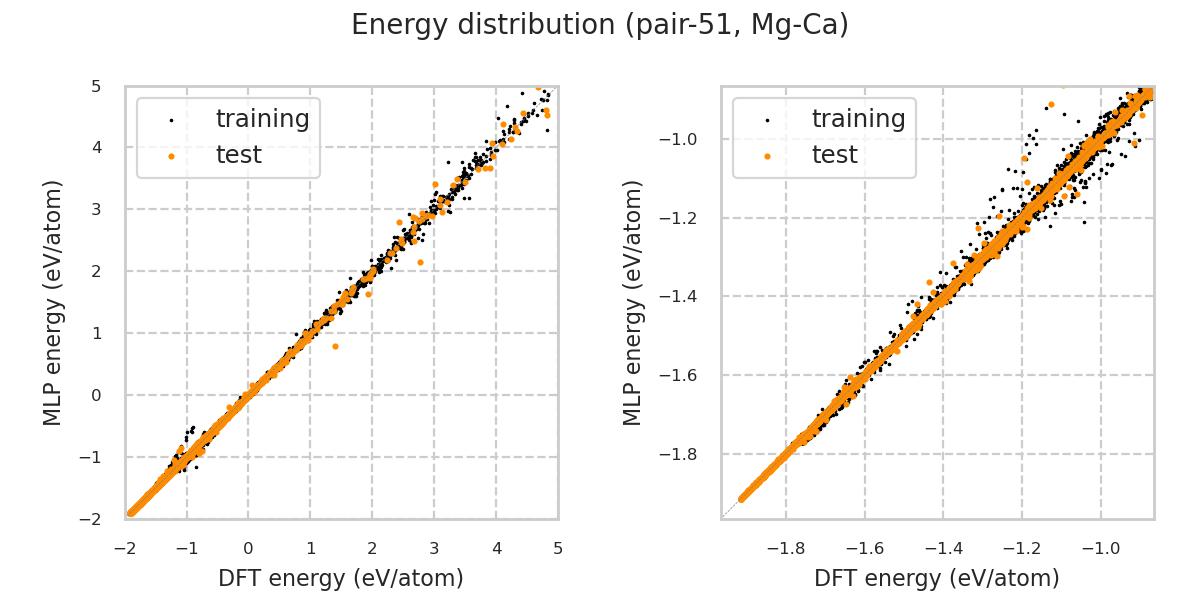 Energy distribution (pair-51, Mg-Ca)
MLP energy (eV/atom)
5
4
3
2
1
0
−1
−2
training
test
−2 −1 0 1 2 3 4 5
DFT energy (eV/atom)
MLP energy (eV/atom)
−1.0
−1.2
−1.4
−1.6
−1.8
training
test
−1.8 −1.6 −1.4 −1.2 −1.0
DFT energy (eV/atom)